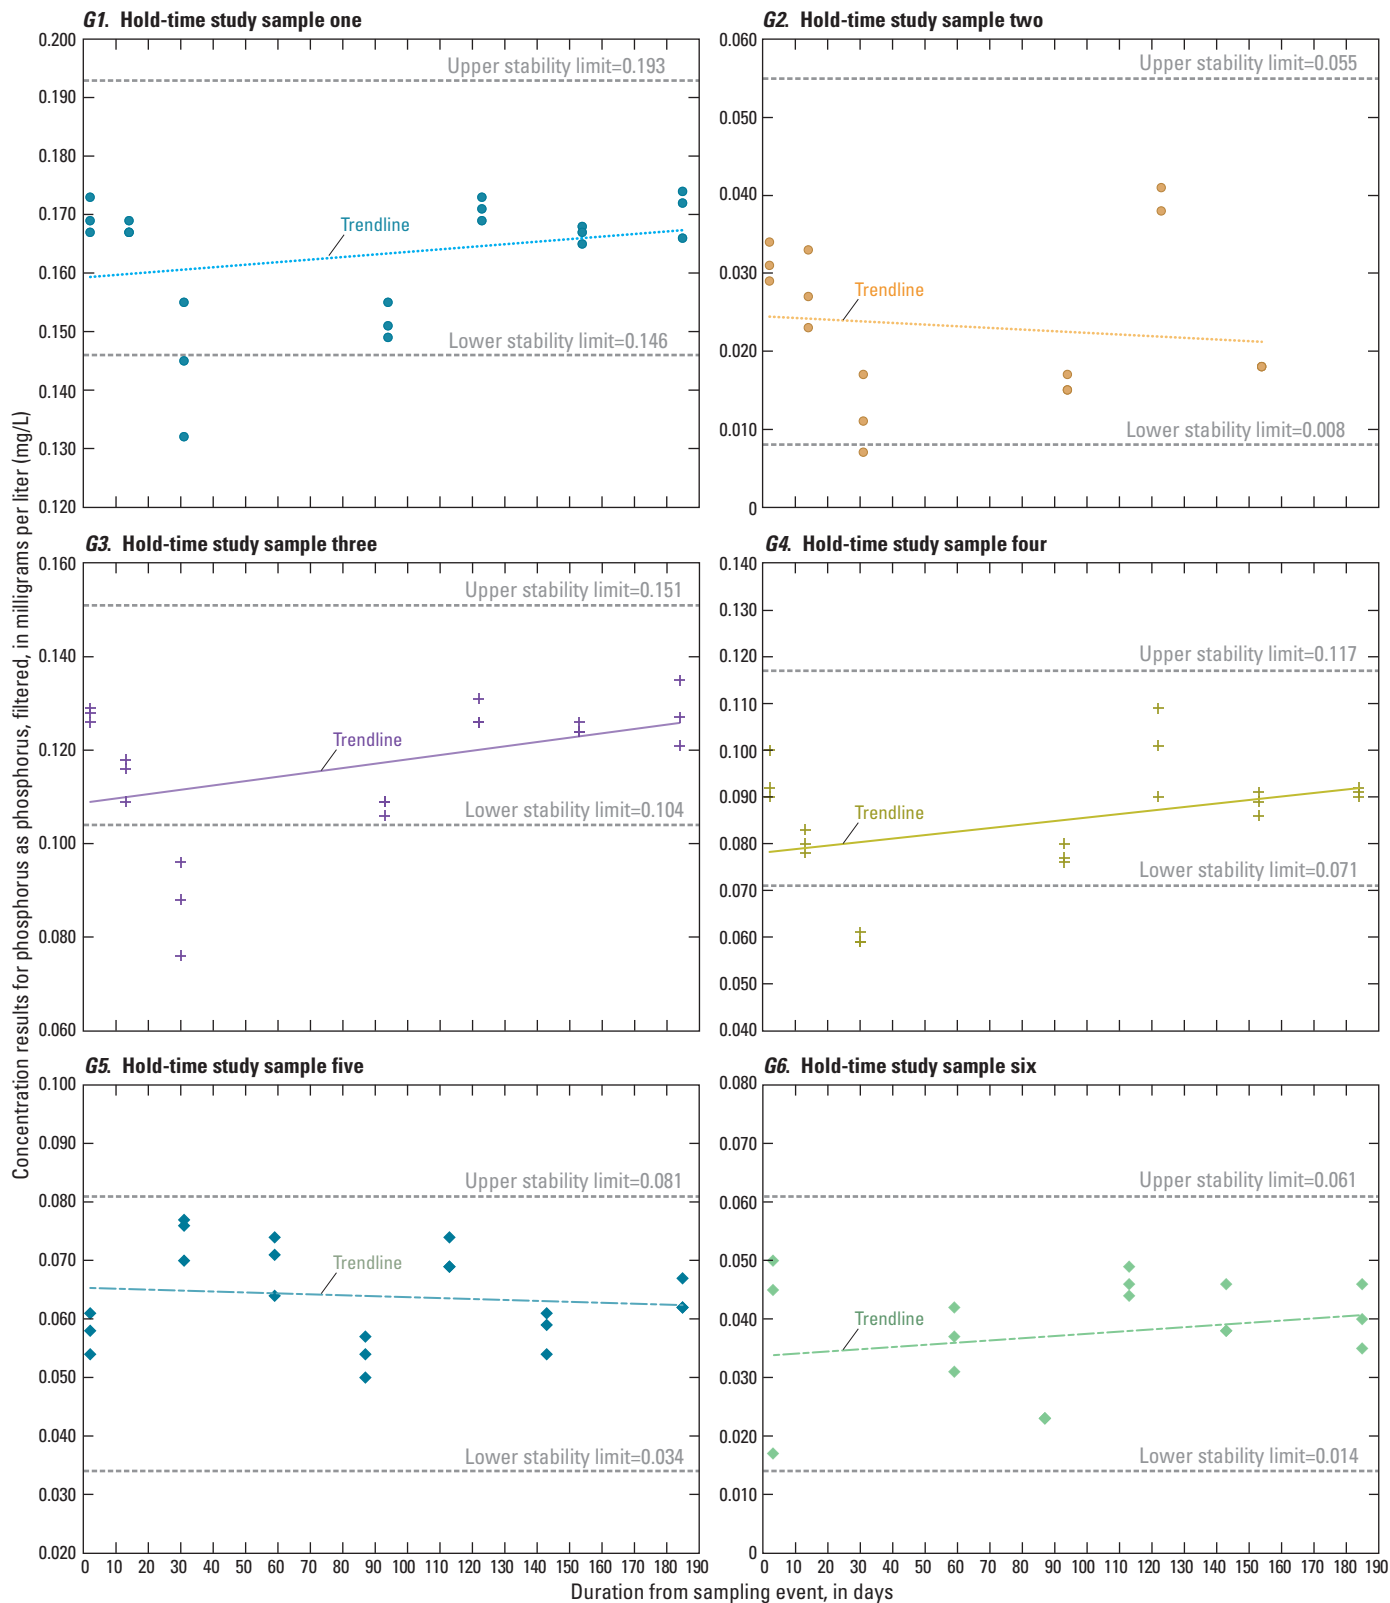 Concentration results for phosphorus as phosphorus, filtered, in milligrams per liter (mg/L)
G1. Hold-time study sample one
0.200
0.190
0.180
0.170
0.160
0.150
0.140
0.130
0.120
Upper stability limit=0.193
Trendline
Lower stability limit=0.146
G2. Hold-time study sample two
0.060
0.050
0.040
0.030
0.020
0.010
0
Upper stability limit=0.055
Trendline
Lower stability limit=0.008
G3. Hold-time study sample three
0.160
0.140
0.120
0.100
0.080
0.060
Upper stability limit=0.151
Trendline
Lower stability limit=0.104
G4. Hold-time study sample four
0.140
0.130
0.120
0.110
0.100
0.090
0.080
0.070
0.060
0.050
0.040
Upper stability limit=0.117
Trendline
Lower stability limit=0.071
G5. Hold-time study sample five
0.100
0.090
0.080
0.070
0.060
0.050
0.040
0.030
0.020
Upper stability limit=0.081
Trendline
Lower stability limit=0.034
0 10 20 30 40 50 60 70 80 90 100 110 120 130 140 150 160 170 180 190
G6. Hold-time study sample six
0.080
0.070
0.060
0.050
0.040
0.030
0.020
0.010
0.000
Upper stability limit=0.061
Trendline
Lower stability limit=0.014
0 10 20 30 40 50 60 70 80 90 100 110 120 130 140 150 160 170 180 190
Duration from sampling event, in days